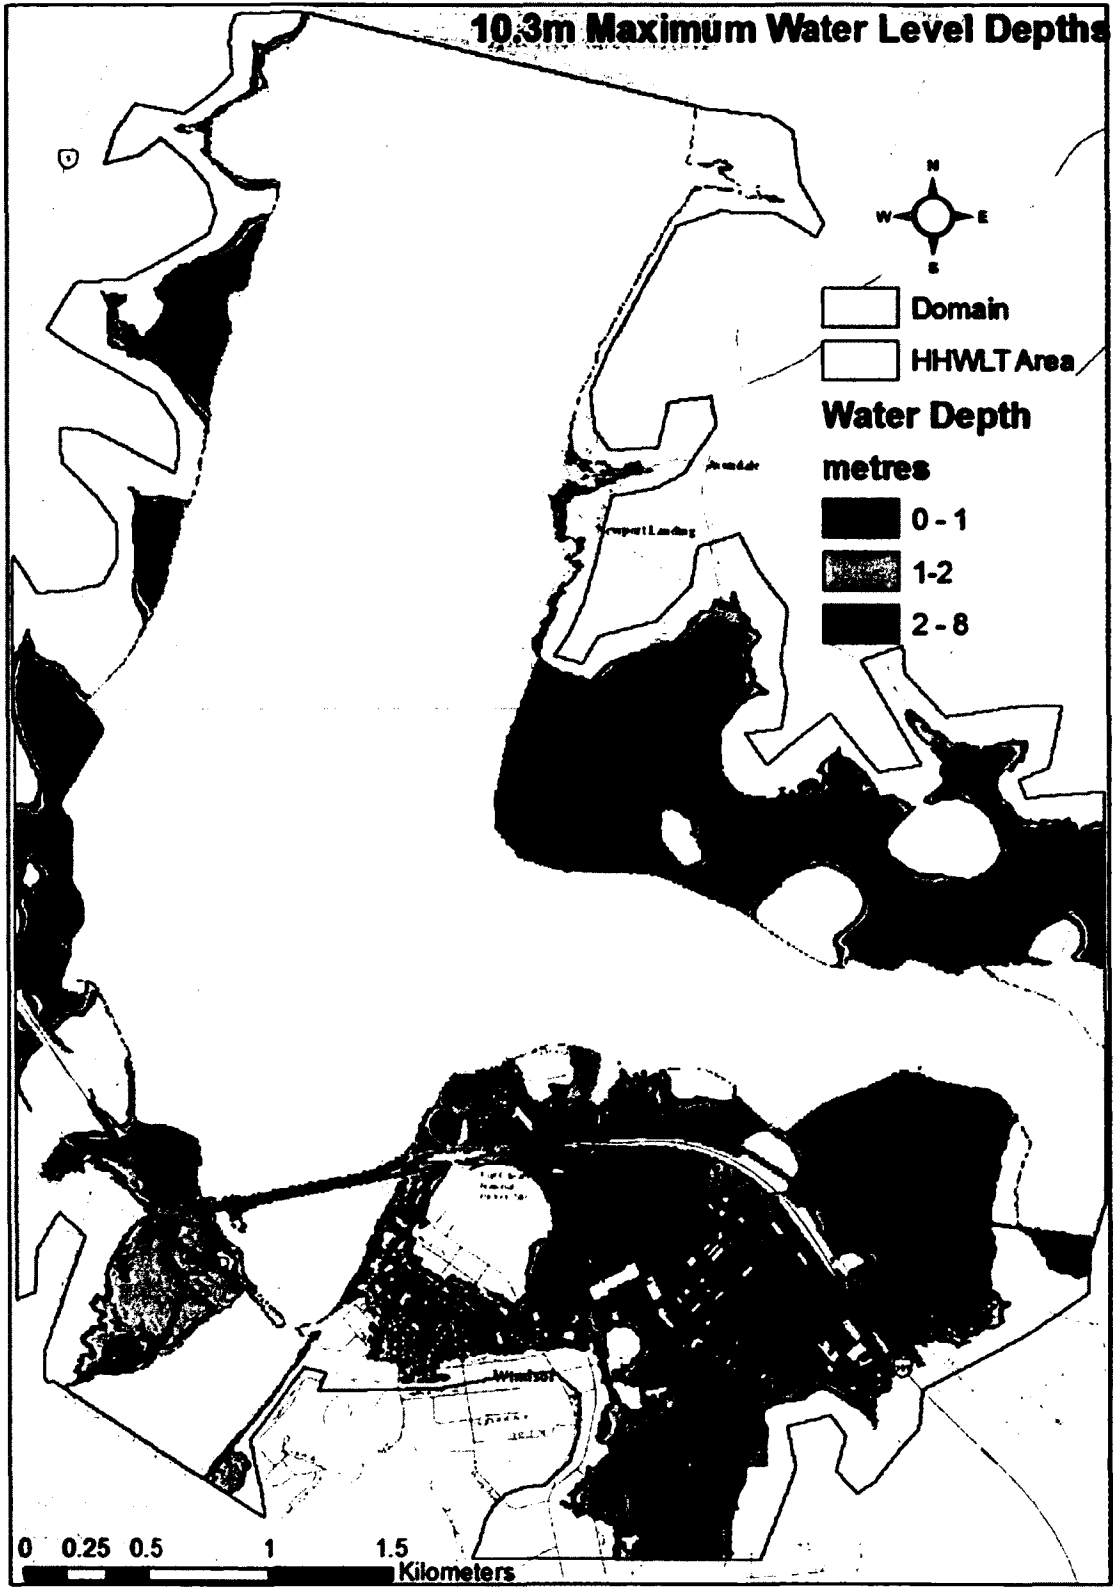 10.3m Maximum Water Level Depths
N
W E
S
Domain
HHWLT Area
Water Depth
metres
0 - 1
1-2
2 - 8
Avondale
Newport Landing
Windsor
0 0.25 0.5 1 1.5
Kilometers